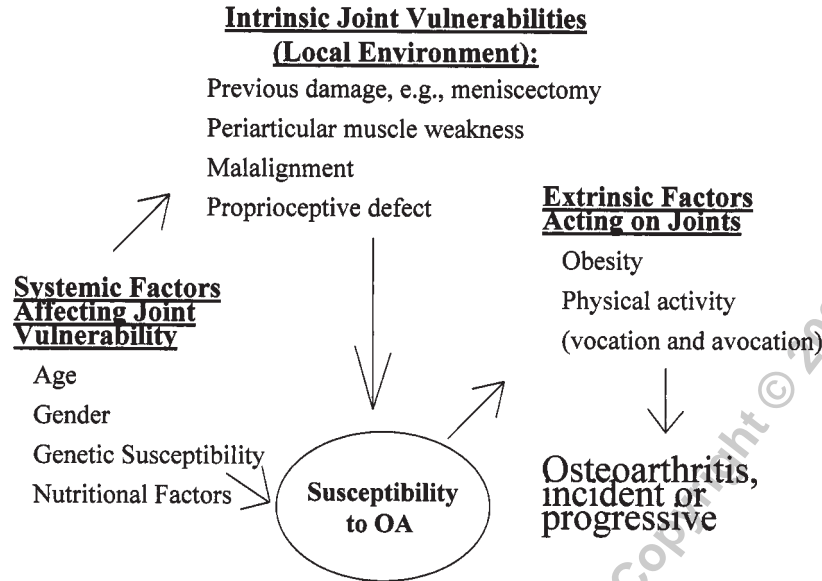 Intrinsic Joint Vulnerabilities
(Local Environment):
Previous damage, e.g., meniscectomy
Periarticular muscle weakness
Malalignment
Proprioceptive defect
Systemic Factors
Affecting Joint
Vulnerability
Age
Gender
Genetic Susceptibility
Nutritional Factors
Susceptibility
to OA
Extrinsic Factors
Acting on Joints
Obesity
Physical activity
(vocation and avocation)
Osteoarthritis,
incident or
progressive
Copyright ©